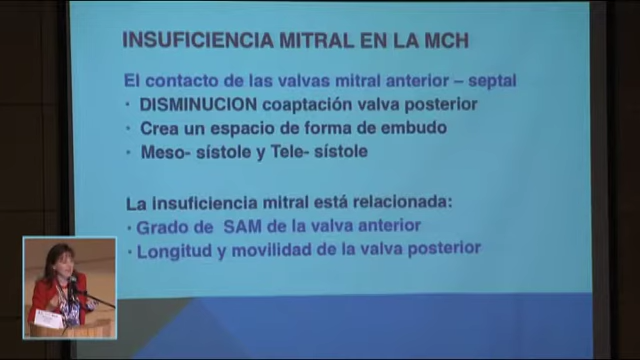 INSUFICIENCIA MITRAL EN LA MCH
El contacto de las valvas mitral anterior – septal
• DISMINUCION coaptación valva posterior
• Crea un espacio de forma de embudo
• Meso- sístole y Tele- sístole
La insuficiencia mitral está relacionada:
• Grado de SAM de la valva anterior
• Longitud y movilidad de la valva posterior